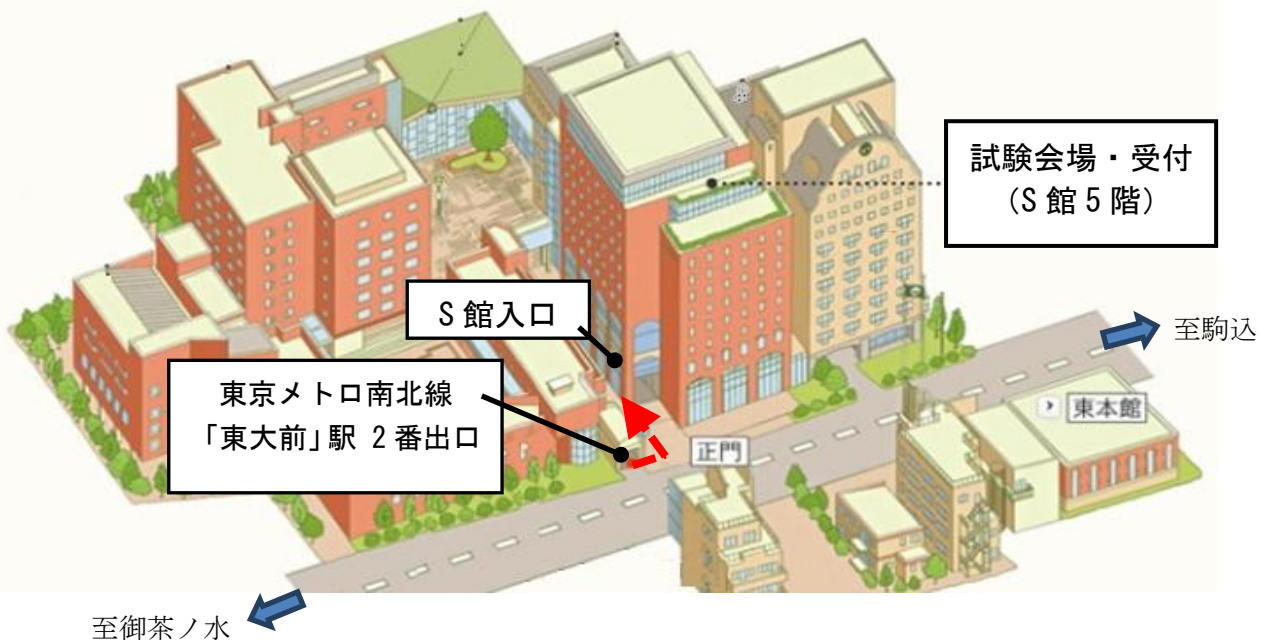 試験会場・受付
(S 館 5 階)
S 館入口
至駒込
東京メトロ南北線
「東大前」駅 2 番出口
東本館
正門
至御茶ノ水